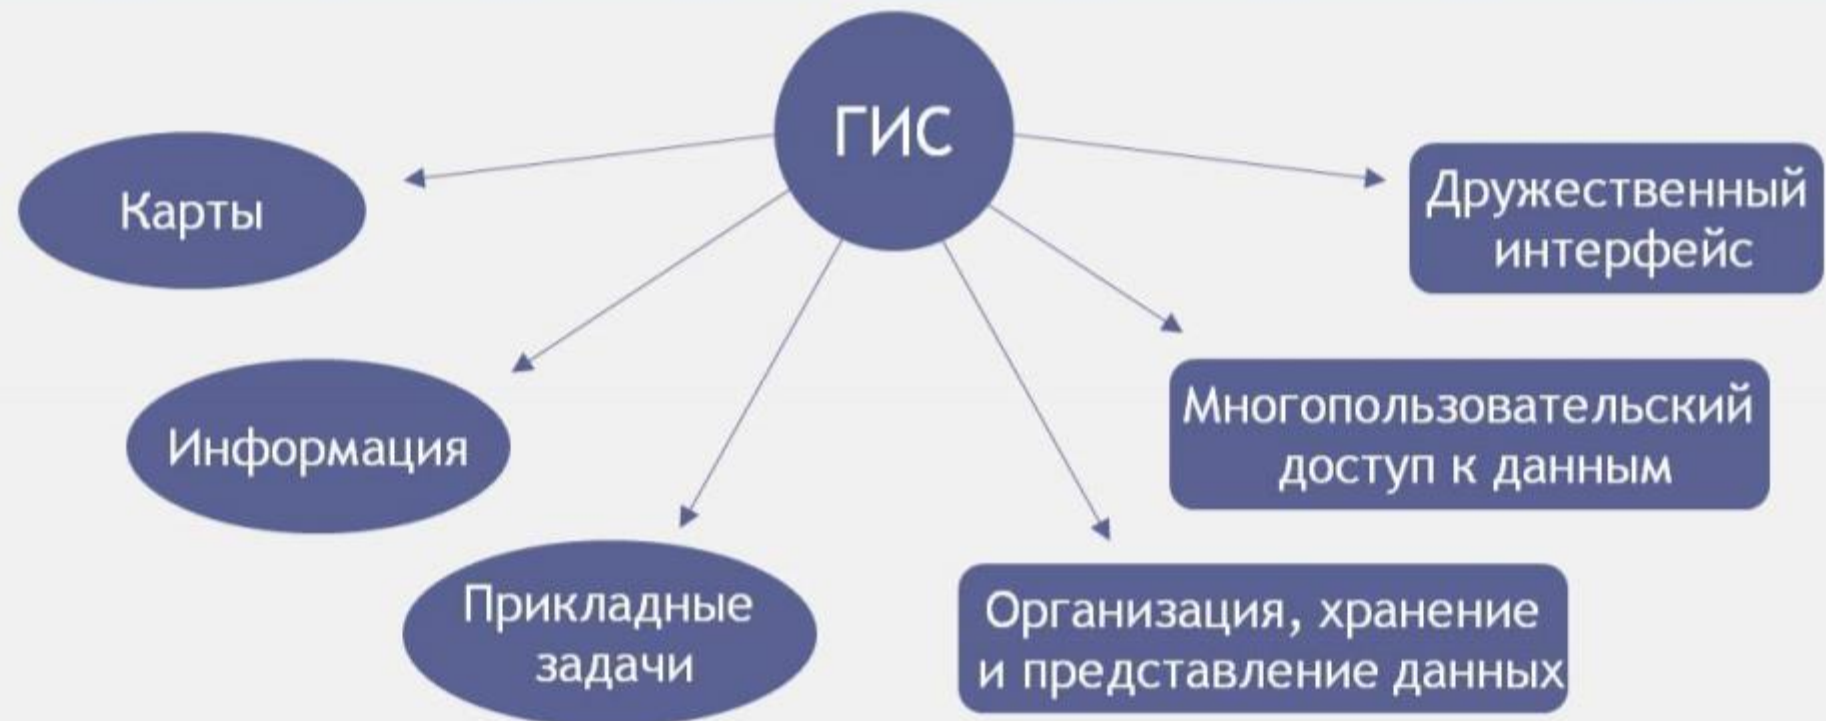 ГИС
Карты
Дружественный
интерфейс
Информация
Многопользовательский
доступ к данным
Прикладные
задачи
Организация, хранение
и представление данных